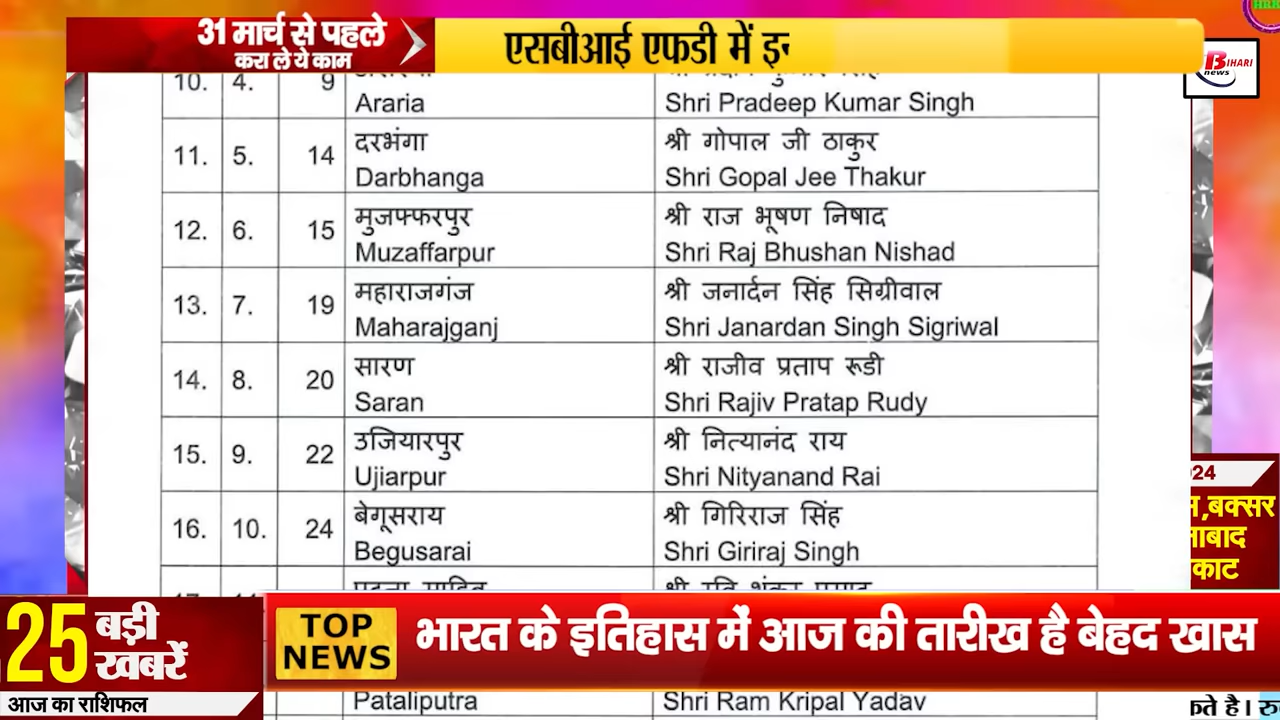 HRB
31 मार्च से पहले
करा ले ये काम
एसबीआई एफडी में
BIHARI
news
10. 4. 9
Araria Shri Pradeep Kumar Singh
11. 5. 14 दरभंगा श्री गोपाल जी ठाकुर
Darbhanga Shri Gopal Jee Thakur
12. 6. 15 मुजफ्फरपुर श्री राज भूषण निषाद
Muzaffarpur Shri Raj Bhushan Nishad
13. 7. 19 महाराजगंज श्री जनार्दन सिंह सिग्रीवाल
Maharajganj Shri Janardan Singh Sigriwal
14. 8. 20 सारण श्री राजीव प्रताप रूडी
Saran Shri Rajiv Pratap Rudy
15. 9. 22 उजियारपुर श्री नित्यानंद राय
Ujiarpur Shri Nityanand Rai
16. 10. 24 बेगूसराय श्री गिरिराज सिंह
Begusarai Shri Giriraj Singh
24
,बक्सर
काट
25 बड़ी
खबरें
TOP
NEWS
भारत के इतिहास में आज की तारीख है बेहद खास
आज का राशिफल
Pataliputra Shri Ram Kripal Yadav
है।